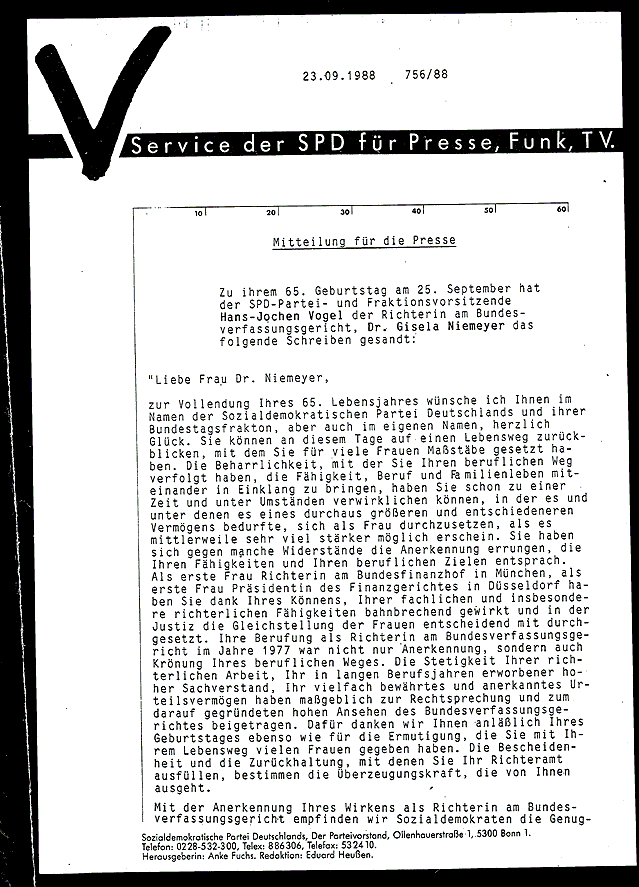 23.09.1988 756/88
V
Service der SPD für Presse, Funk, TV.
10 20 30 40 50 60
Mitteilung für die Presse
Zu ihrem 65. Geburtstag am 25. September hat
der SPD-Partei- und Fraktionsvorsitzende
Hans-Jochen Vogel der Richterin am Bundes-
verfassungsgericht, Dr. Gisela Niemeyer das
folgende Schreiben gesandt:
"Liebe Frau Dr. Niemeyer,
zur Vollendung Ihres 65. Lebensjahres wünsche ich Ihnen im
Namen der Sozialdemokratischen Partei Deutschlands und ihrer
Bundestagsfrakton, aber auch im eigenen Namen, herzlich
Glück. Sie können an diesem Tage auf einen Lebensweg zurück-
blicken, mit dem Sie für viele Frauen Maßstäbe gesetzt ha-
ben. Die Beharrlichkeit, mit der Sie Ihren beruflichen Weg
verfolgt haben, die Fähigkeit, Beruf und Familienleben mit-
einander in Einklang zu bringen, haben Sie schon zu einer
Zeit und unter Umständen verwirklichen können, in der es und
unter denen es eines durchaus größeren und entschiedeneren
Vermögens bedurfte, sich als Frau durchzusetzen, als es
mittlerweile sehr viel stärker möglich erschein. Sie haben
sich gegen manche Widerstände die Anerkennung errungen, die
Ihren Fähigkeiten und Ihren beruflichen Zielen entsprach.
Als erste Frau Richterin am Bundesfinanzhof in München, als
erste Frau Präsidentin des Finanzgerichtes in Düsseldorf ha-
ben Sie dank Ihres Könnens, Ihrer fachlichen und insbesonde-
re richterlichen Fähigkeiten bahnbrechend gewirkt und in der
Justiz die Gleichstellung der Frauen entscheidend mit durch-
gesetzt. Ihre Berufung als Richterin am Bundesverfassungsge-
richt im Jahre 1977 war nicht nur Anerkennung, sondern auch
Krönung Ihres beruflichen Weges. Die Stetigkeit Ihrer rich-
terlichen Arbeit, Ihr in langen Berufsjahren erworbener ho-
her Sachverstand, Ihr vielfach bewährtes und anerkanntes Ur-
teilsvermögen haben maßgeblich zur Rechtsprechung und zum
darauf gegründeten hohen Ansehen des Bundesverfassungsge-
richtes beigetragen. Dafür danken wir Ihnen anläßlich Ihres
Geburtstages ebenso wie für die Ermutigung, die Sie mit Ih-
rem Lebensweg vielen Frauen gegeben haben. Die Bescheiden-
heit und die Zurückhaltung, mit denen Sie Ihr Richteramt
ausfüllen, bestimmen die Überzeugungskraft, die von Ihnen
ausgeht.
Mit der Anerkennung Ihres Wirkens als Richterin am Bundes-
verfassungsgericht empfinden wir Sozialdemokraten die Genug-
Sozialdemokratische Partei Deutschlands, Der Parteivorstand, Ollenhauerstraße 1, 5300 Bonn 1.
Telefon: 0228-532-300, Telex: 886306, Telefax: 532410.
Herausgeberin: Anke Fuchs. Redaktion: Eduard Heußen.